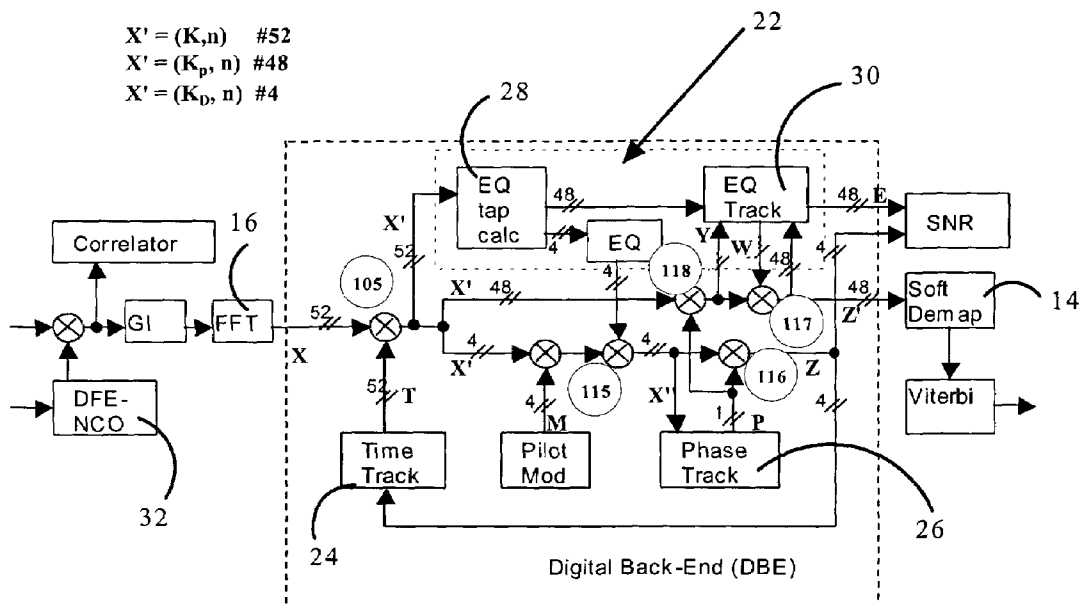 X' = (K,n) #52
X' = (Kp, n) #48
X' = (KD, n) #4
22
28
30
EQ
tap
calc
48
EQ
Track
48
E
SNR
4
EQ
Y
W
48
4
X'
52
Correlator
16
105
118
4
X'
48
48
Soft
Demap
14
GI
FFT
52
X
117
Z'
4
X'
4
116
Z
DFE-
NCO
52
T
115
X"
Viterbi
4
M
1
P
4
Time
Track
Pilot
Mod
Phase
Track
32
24
26
Digital Back-End (DBE)